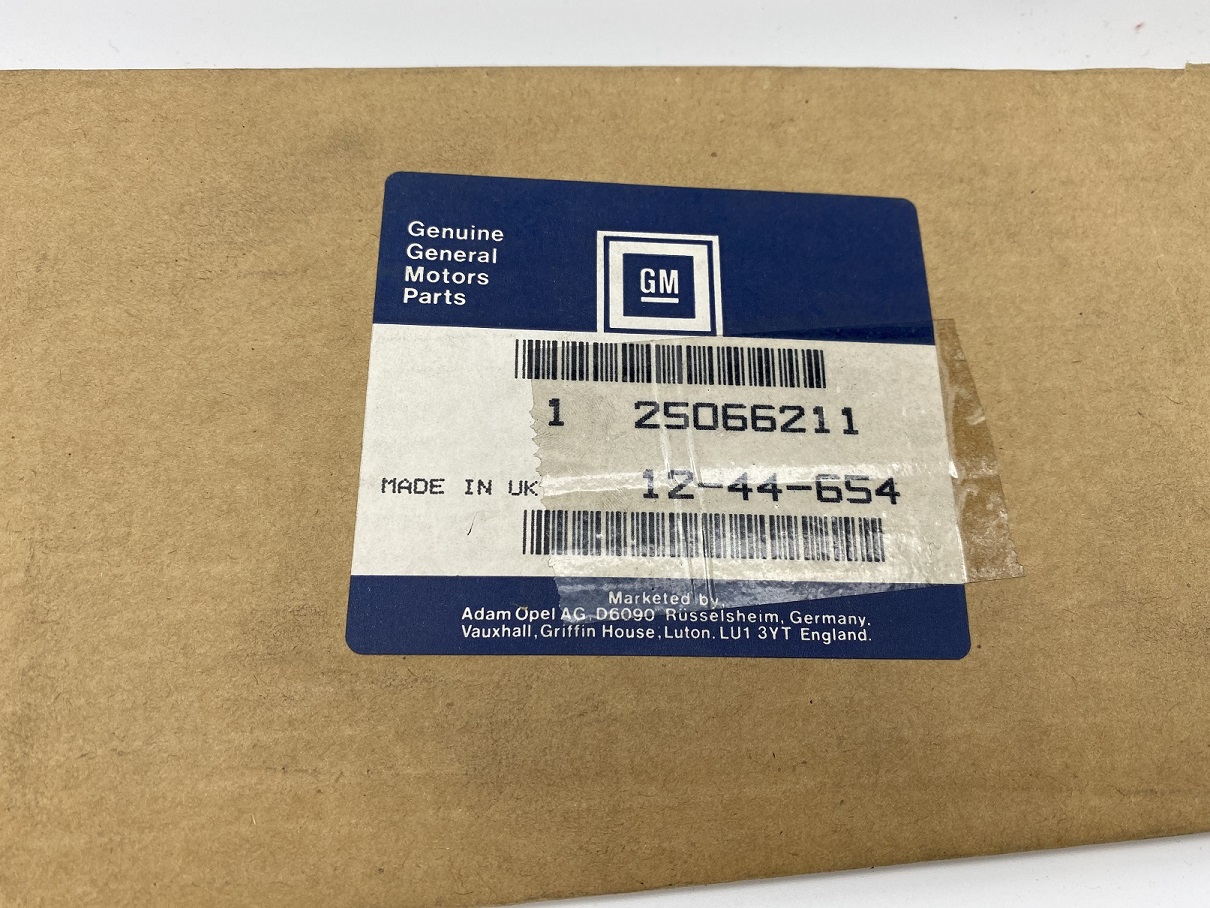 Genuine
General
Motors
Parts
GM
1 25066211
MADE IN UK 12-44-654
Marketed by,
Adam Opel AG D6090 Rüsselsheim, Germany.
Vauxhall, Griffin House, Luton. LU1 3YT England.